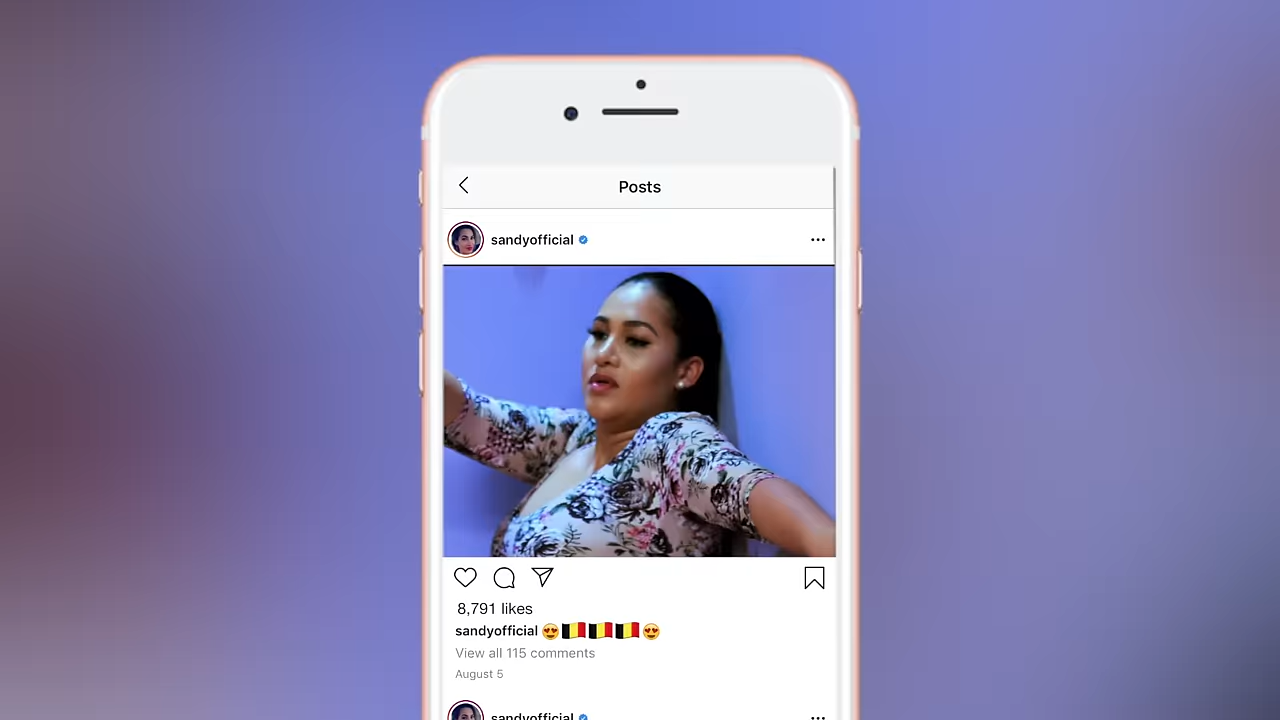 Posts
sandyofficial
8,791 likes
sandyofficial 😍🇧🇪🇧🇪🇧🇪😍
View all 115 comments
August 5
sandyofficial